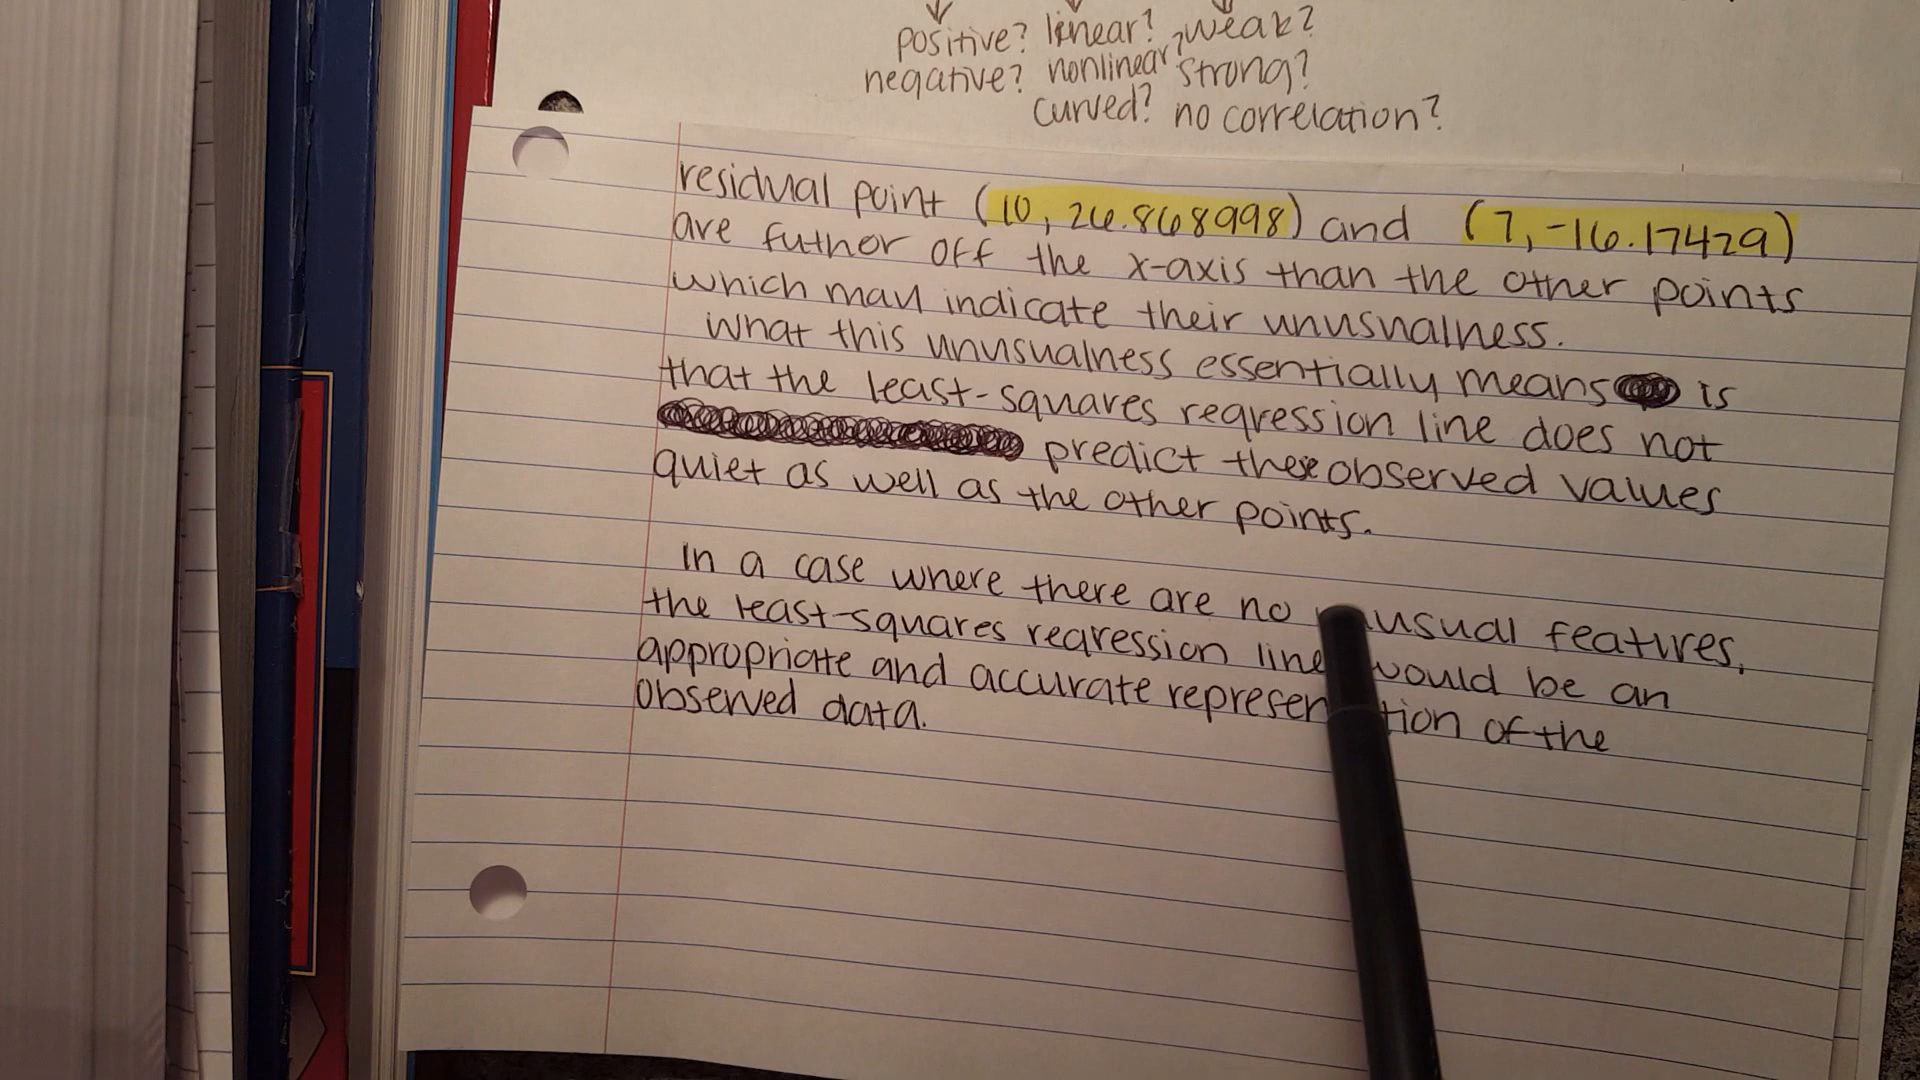 positive? linear? weak?
negative? nonlinear? strong?
curved? no correlation?
residual point (10, 26.868998) and (7, -16.17429)
are futher off the x-axis than the other points
which may indicate their unusualness.
What this unusualness essentially means is
that the least-squares regression line does not
predict these observed values
quiet as well as the other points.
In a case where there are no unusual features,
the least-squares regression line would be an
appropriate and accurate representation of the
observed data.